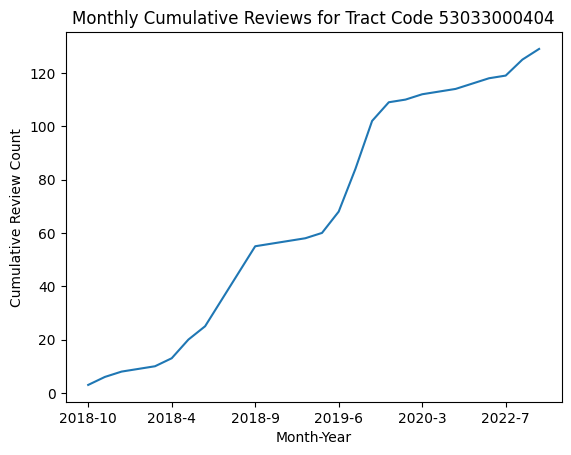 Monthly Cumulative Reviews for Tract Code 53033000404
Cumulative Review Count
120
100
80
60
40
20
0
2018-10 2018-4 2018-9 2019-6 2020-3 2022-7
Month-Year